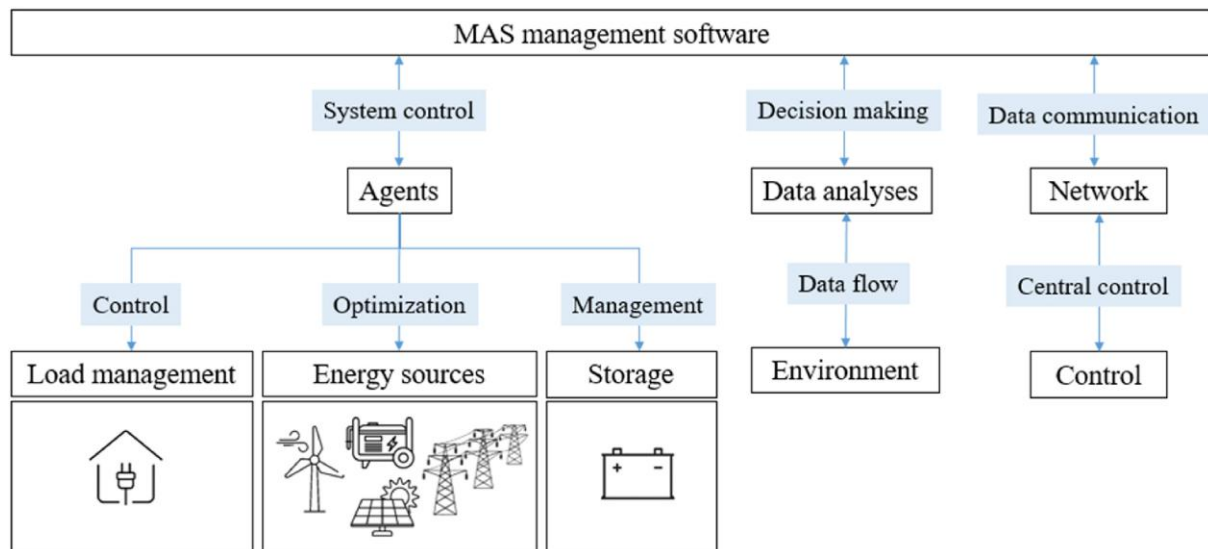 MAS management software
System control
Decision making
Data communication
Agents
Data analyses
Network
Control
Optimization
Management
Data flow
Central control
Load management
Energy sources
Storage
Environment
Control
+ -